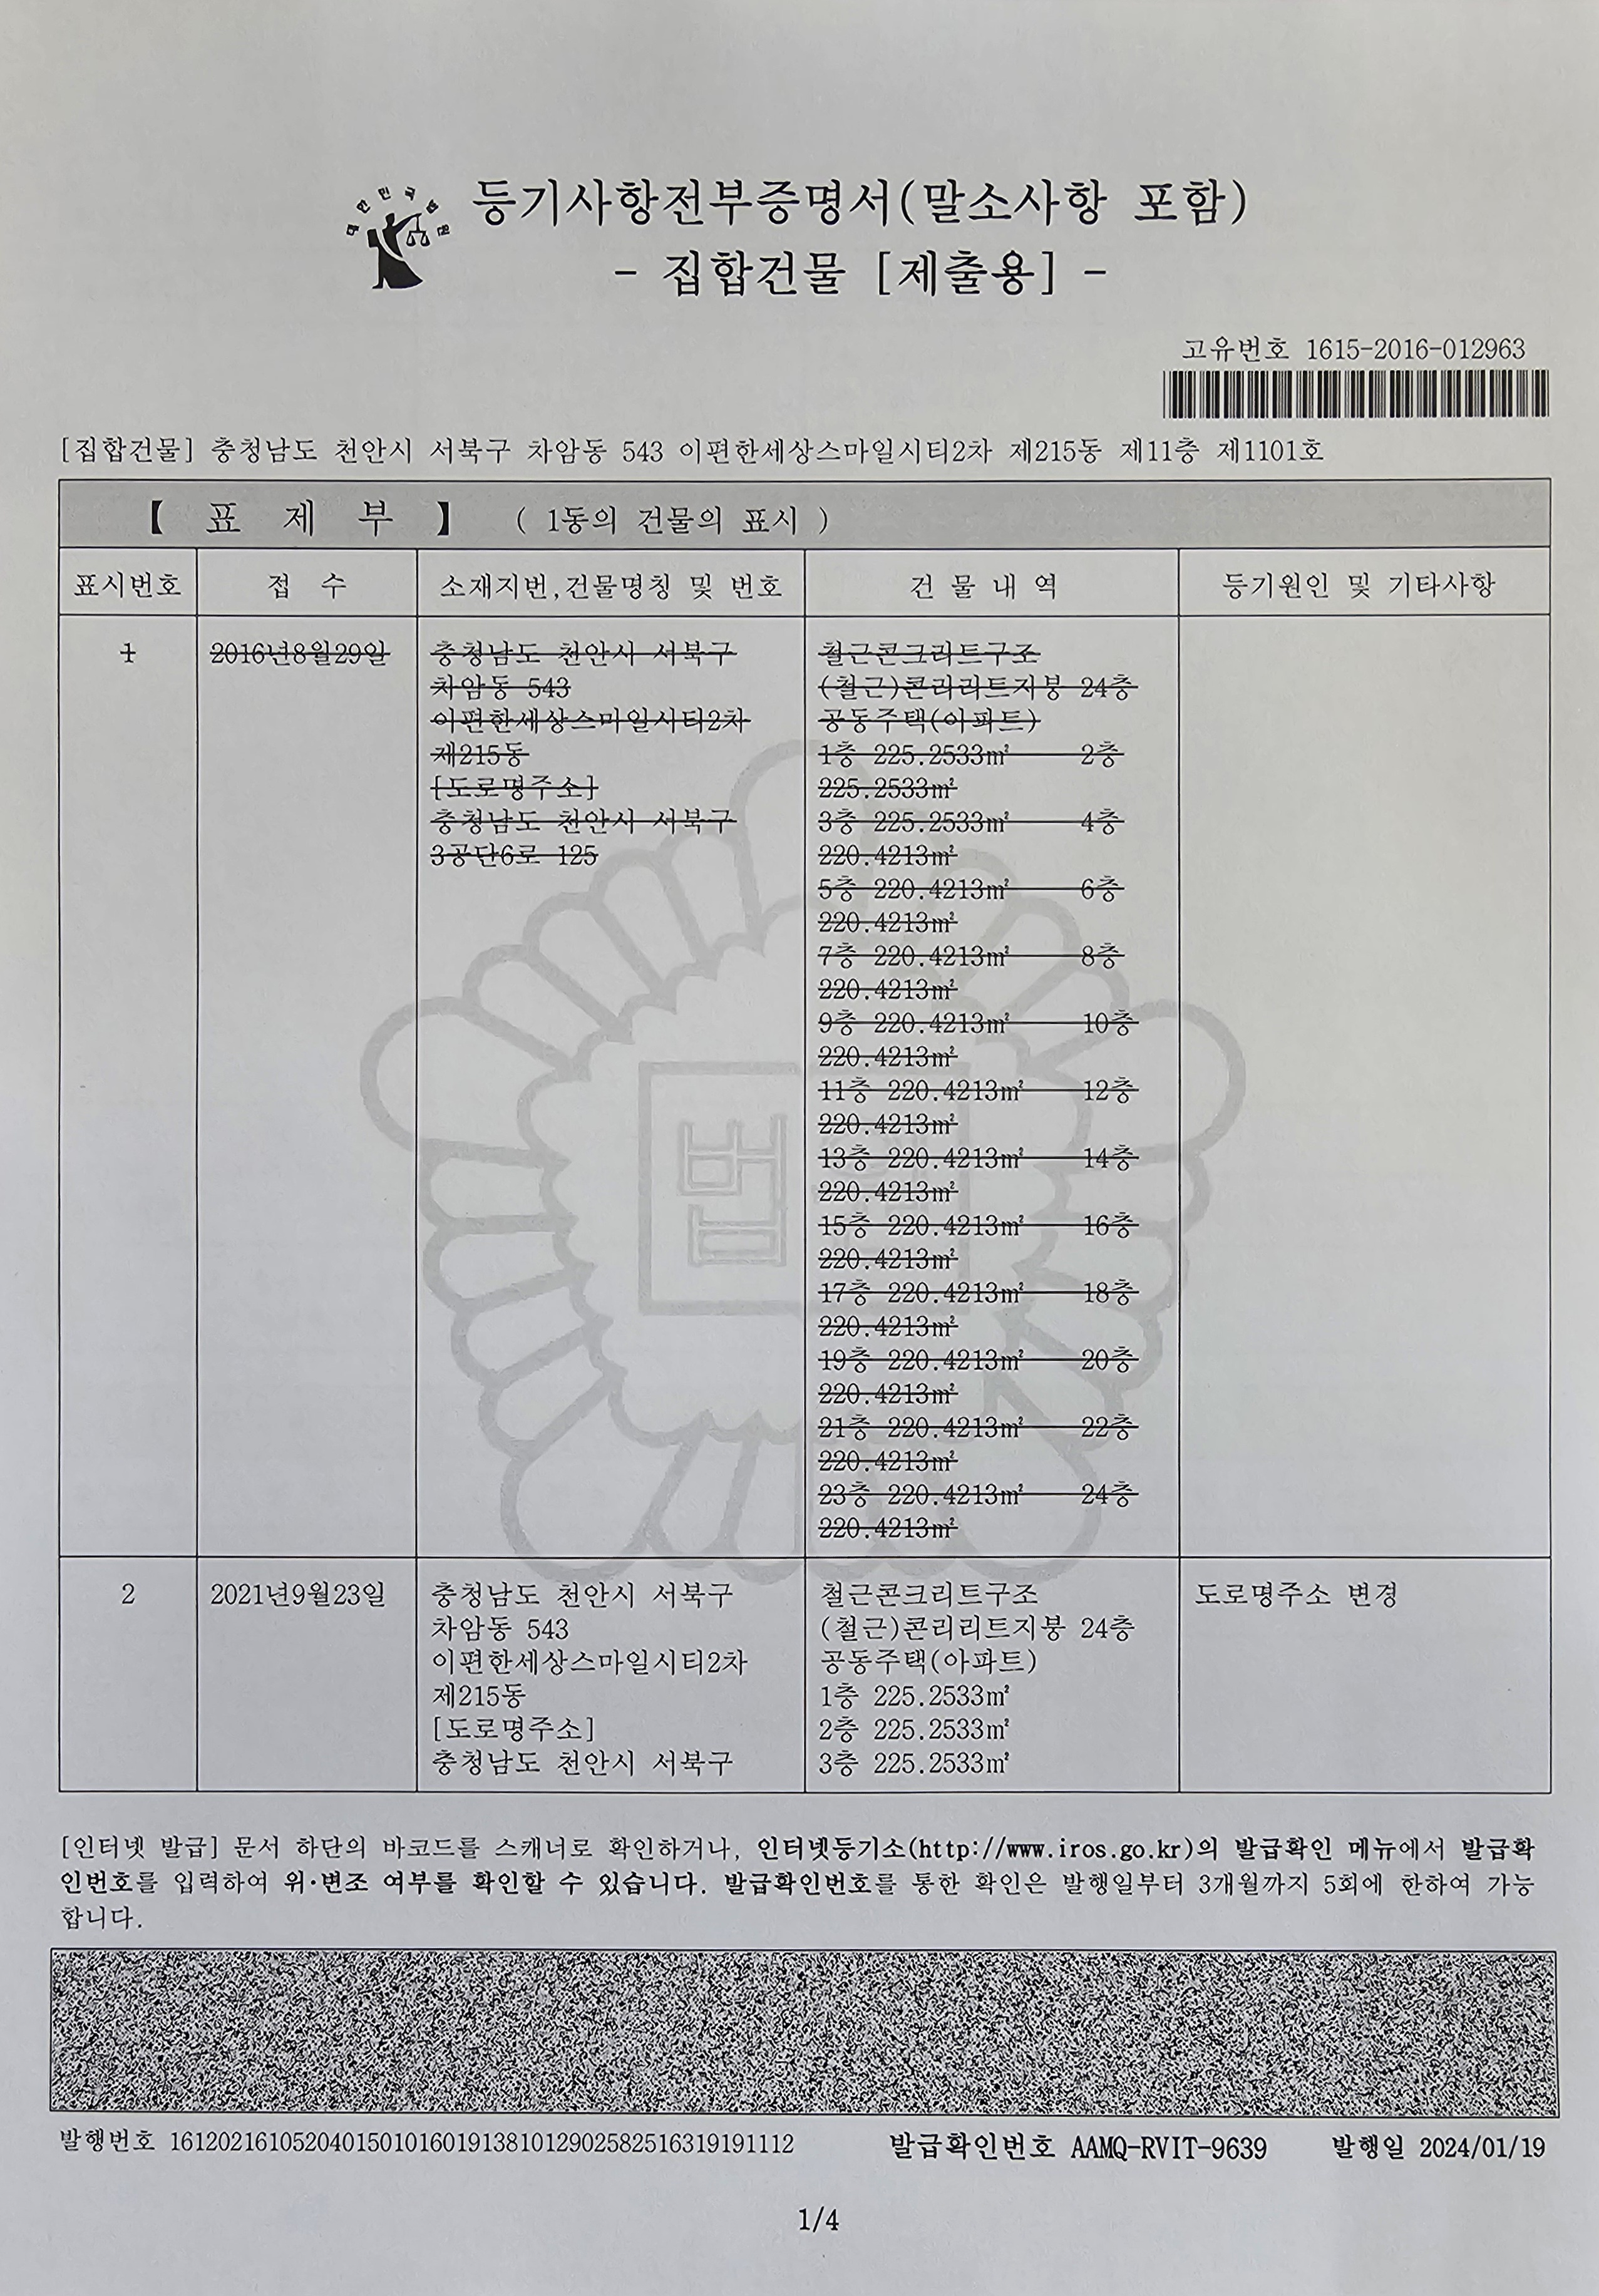 대한민국법원
등기사항전부증명서(말소사항 포함)
- 집합건물 [제출용] -
고유번호 1615-2016-012963
[집합건물] 충청남도 천안시 서북구 차암동 543 이편한세상스마일시티2차 제215동 제11층 제1101호
【 표 제 부 】 ( 1동의 건물의 표시 )
표시번호 접 수 소재지번,건물명칭 및 번호 건 물 내 역 등기원인 및 기타사항
1 2016년8월29일 충청남도 천안시 서북구 철근콘크리트구조
차암동 543 (철근)콘리리트지붕 24층
이편한세상스마일시티2차 공동주택(아파트)
제215동 1층 225.2533㎡ 2층
[도로명주소] 225.2533㎡
충청남도 천안시 서북구 3층 225.2533㎡ 4층
3공단6로 125 220.4213㎡
5층 220.4213㎡ 6층
220.4213㎡
7층 220.4213㎡ 8층
220.4213㎡
9층 220.4213㎡ 10층
220.4213㎡
11층 220.4213㎡ 12층
220.4213㎡
13층 220.4213㎡ 14층
220.4213㎡
15층 220.4213㎡ 16층
220.4213㎡
17층 220.4213㎡ 18층
220.4213㎡
19층 220.4213㎡ 20층
220.4213㎡
21층 220.4213㎡ 22층
220.4213㎡
23층 220.4213㎡ 24층
220.4213㎡
2 2021년9월23일 충청남도 천안시 서북구 철근콘크리트구조 도로명주소 변경
차암동 543 (철근)콘리리트지붕 24층
이편한세상스마일시티2차 공동주택(아파트)
제215동 1층 225.2533㎡
[도로명주소] 2층 225.2533㎡
충청남도 천안시 서북구 3층 225.2533㎡
[인터넷 발급] 문서 하단의 바코드를 스캐너로 확인하거나, 인터넷등기소(http://www.iros.go.kr)의 발급확인 메뉴에서 발급확
인번호를 입력하여 위·변조 여부를 확인할 수 있습니다. 발급확인번호를 통한 확인은 발행일부터 3개월까지 5회에 한하여 가능
합니다.
발행번호 16120216105204015010160191381012902582516319191112 발급확인번호 AAMQ-RVIT-9639 발행일 2024/01/19
1/4